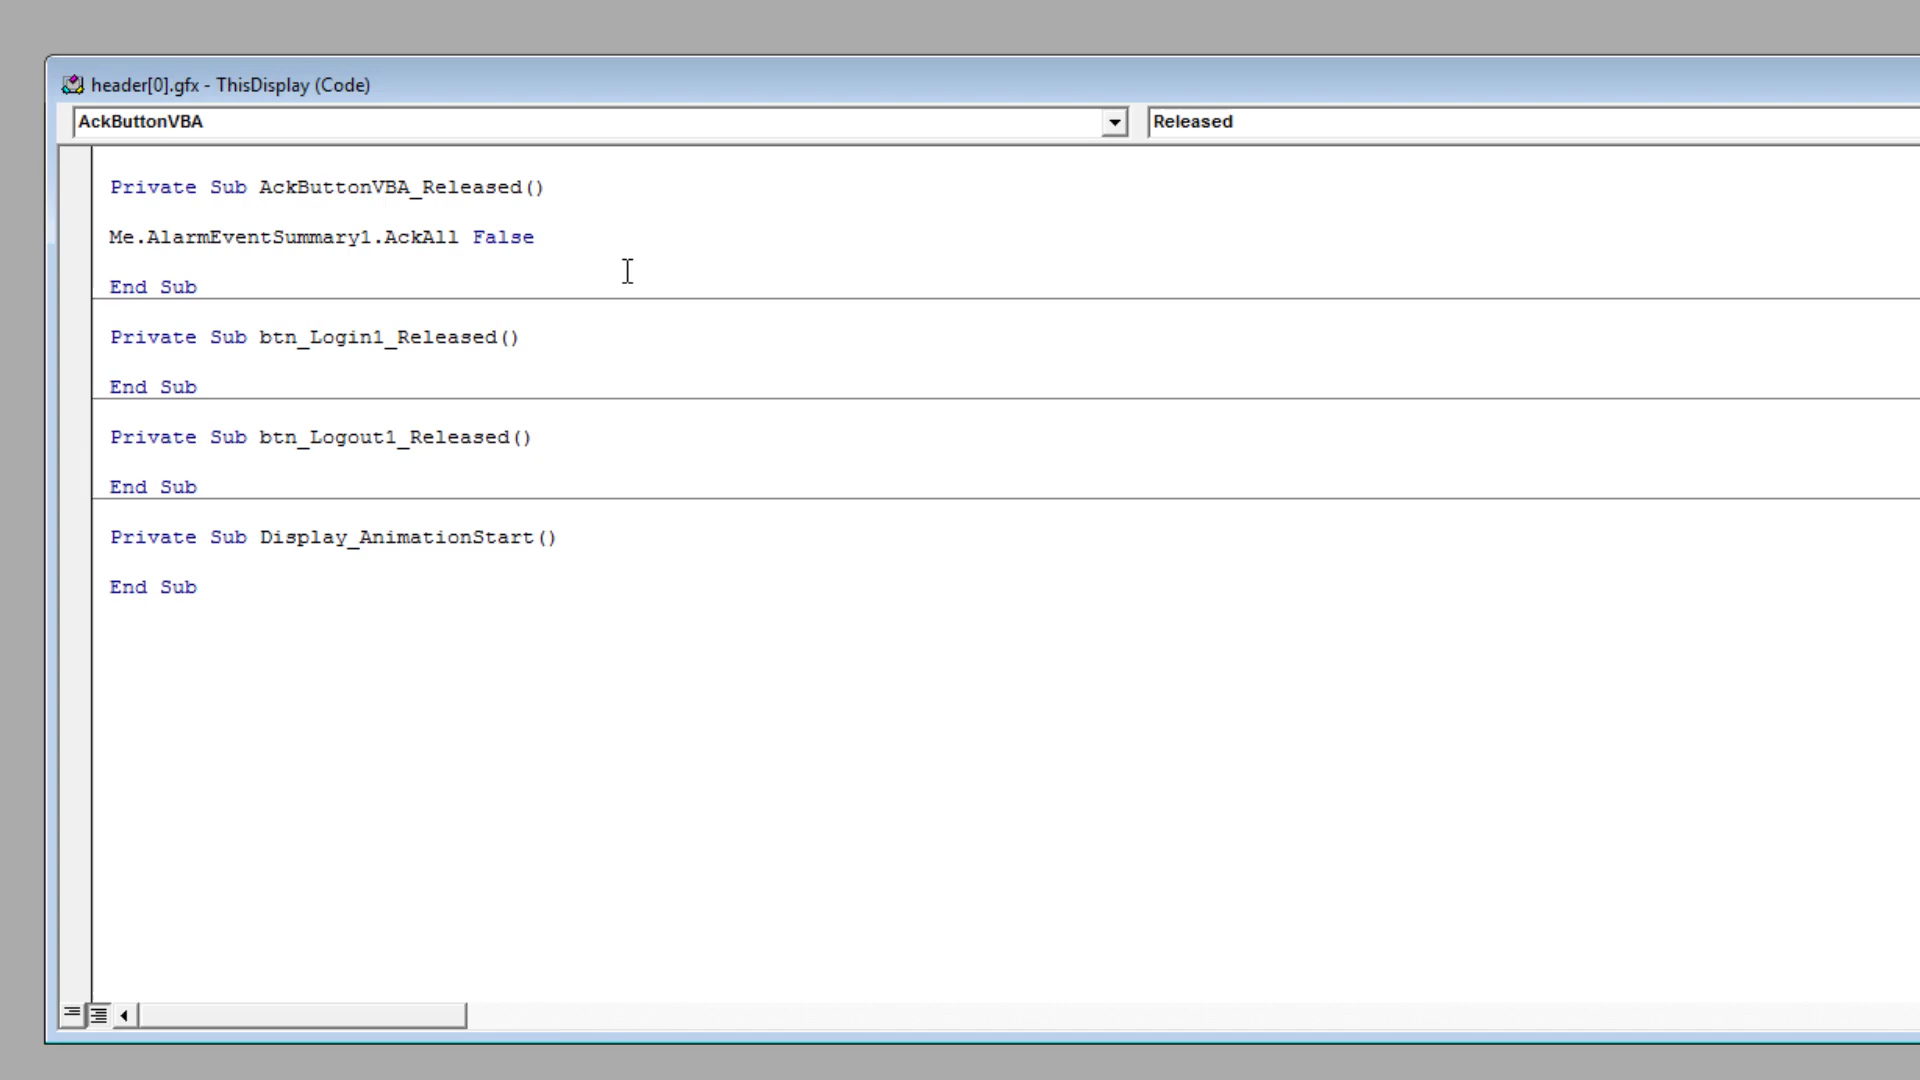 header[0].gfx - ThisDisplay (Code)
AckButtonVBA
Released
Private Sub AckButtonVBA_Released()
Me.AlarmEventSummary1.AckAll False
End Sub
Private Sub btn_Login1_Released()
End Sub
Private Sub btn_Logout1_Released()
End Sub
Private Sub Display_AnimationStart()
End Sub